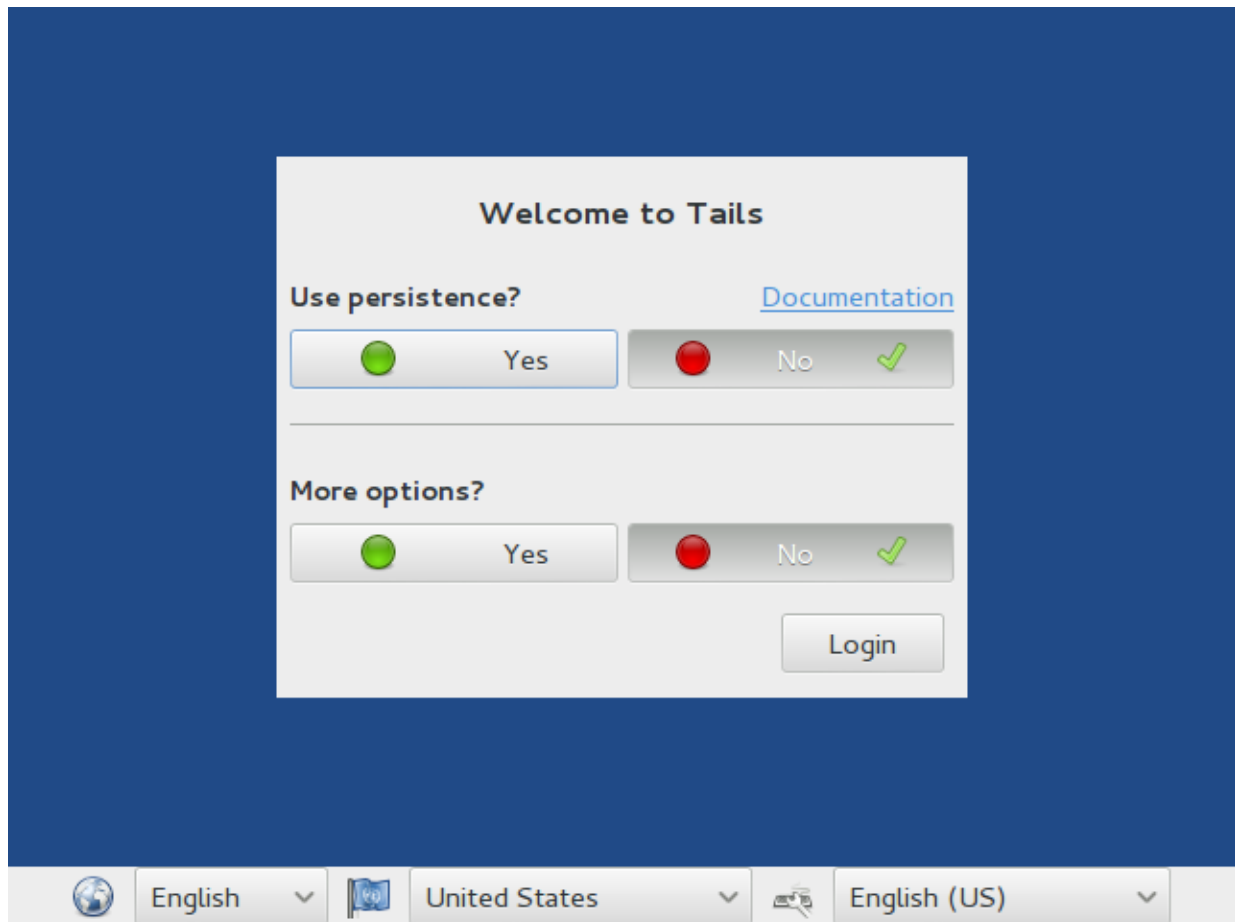 Welcome to Tails
Use persistence? Documentation
Yes No
More options?
Yes No
Login
English United States English (US)